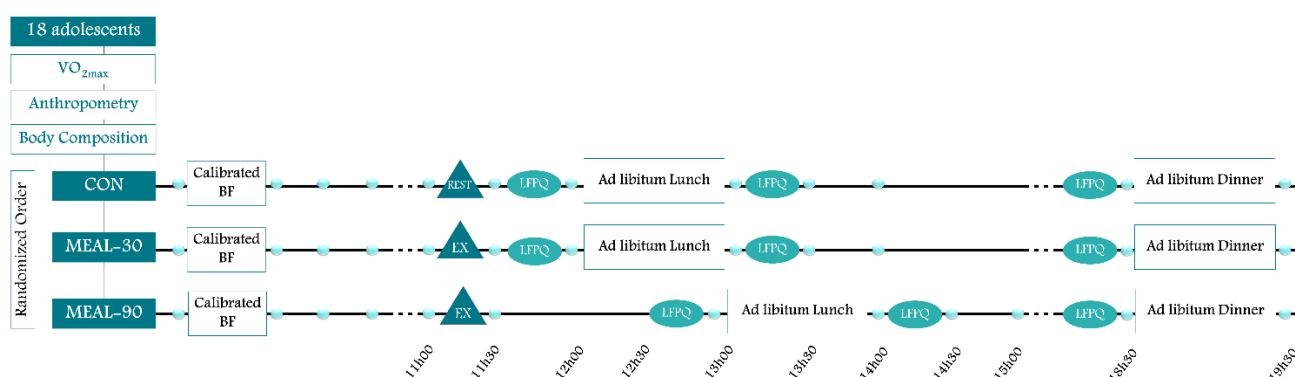 18 adolescents
VO2max
Anthropometry
Body Composition
Randomized Order
CON
Calibrated
BF
REST
LFPQ
Ad libitum Lunch
LFPQ
LFPQ
Ad libitum Dinner
MEAL-30
Calibrated
BF
EX
LFPQ
Ad libitum Lunch
LFPQ
LFPQ
Ad libitum Dinner
MEAL-90
Calibrated
BF
EX
LFPQ
Ad libitum Lunch
LFPQ
LFPQ
Ad libitum Dinner
11h00
11h30
12h00
12h30
13h00
13h30
14h00
14h30
15h00
18h30
19h30